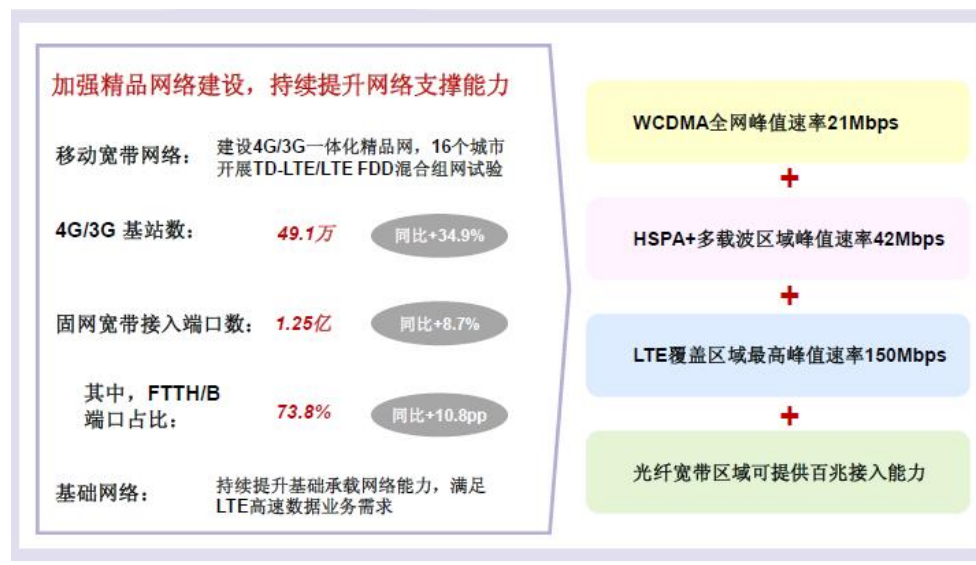 加强精品网络建设，持续提升网络支撑能力
移动宽带网络：
建设4G/3G一体化精品网，16个城市
开展TD-LTE/LTE FDD混合组网试验
4G/3G 基站数：
49.1万
同比+34.9%
固网宽带接入端口数：
1.25亿
同比+8.7%
其中，FTTH/B
端口占比：
73.8%
同比+10.8pp
基础网络：
持续提升基础承载网络能力，满足
LTE高速数据业务需求
WCDMA全网峰值速率21Mbps
+
HSPA+多载波区域峰值速率42Mbps
+
LTE覆盖区域最高峰值速率150Mbps
+
光纤宽带区域可提供百兆接入能力